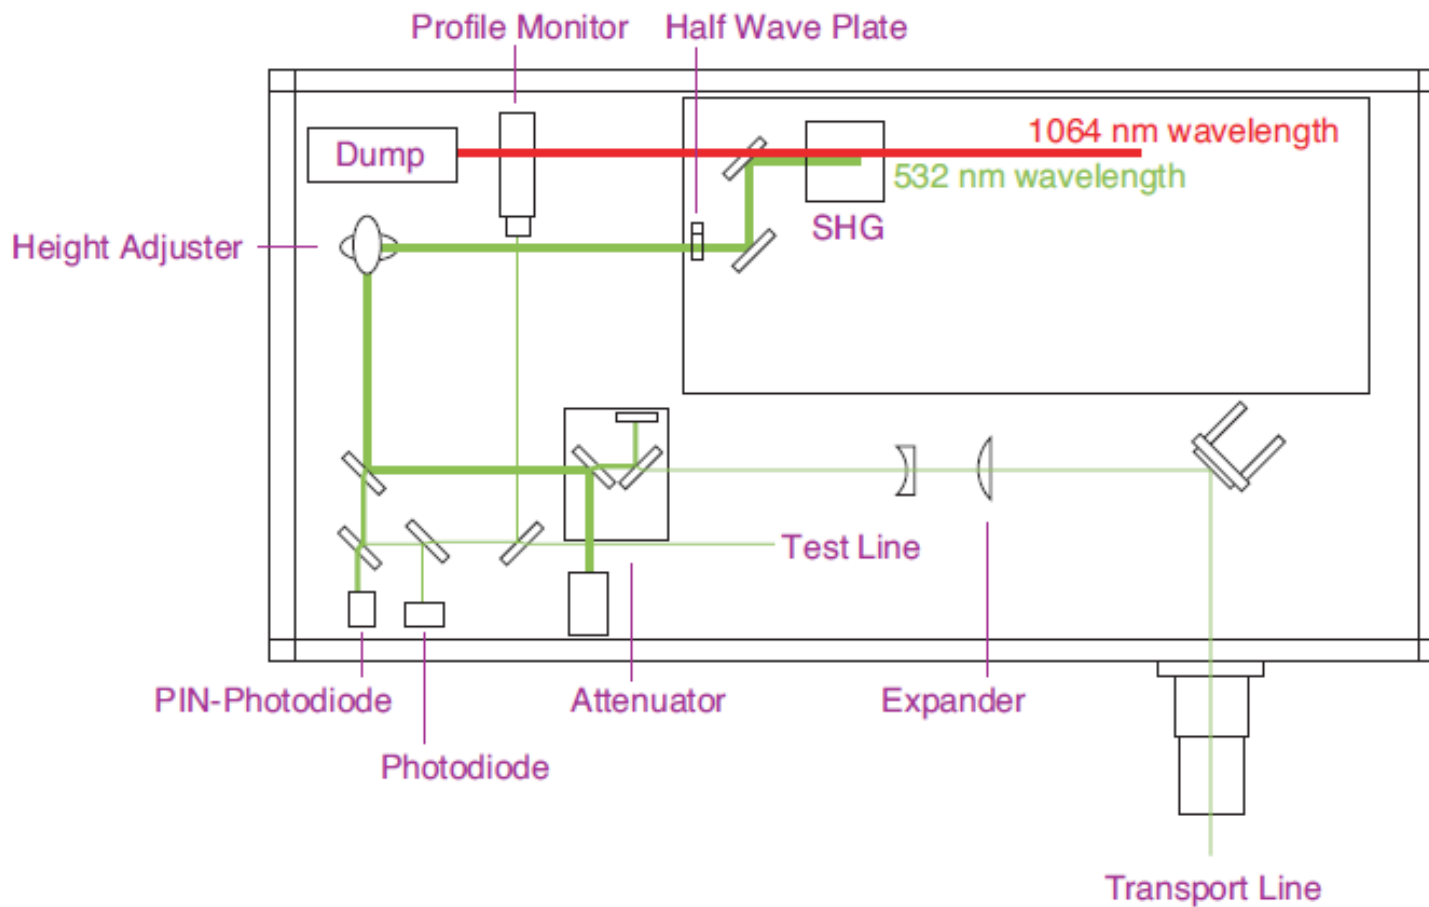 Profile Monitor
Half Wave Plate
1064 nm wavelength
Dump
532 nm wavelength
SHG
Height Adjuster
Test Line
PIN-Photodiode
Attenuator
Expander
Photodiode
Transport Line